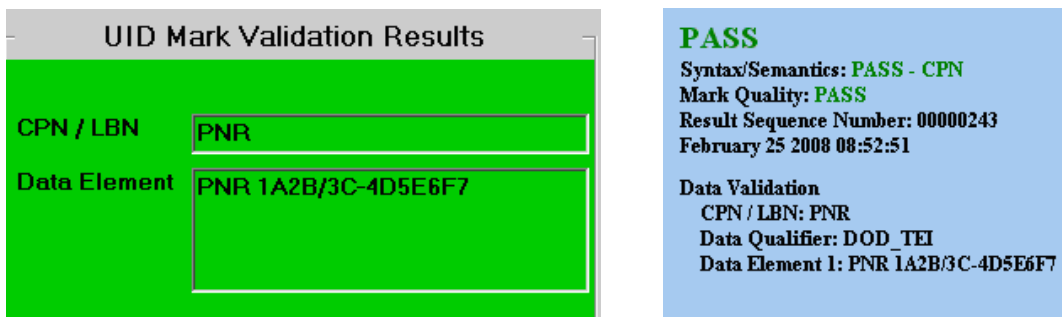 UID Mark Validation Results
CPN / LBN
PNR
Data Element
PNR 1A2B/3C-4D5E6F7
PASS
Syntax/Semantics: PASS - CPN
Mark Quality: PASS
Result Sequence Number: 00000243
February 25 2008 08:52:51
Data Validation
CPN / LBN: PNR
Data Qualifier: DOD_TEI
Data Element 1: PNR 1A2B/3C-4D5E6F7